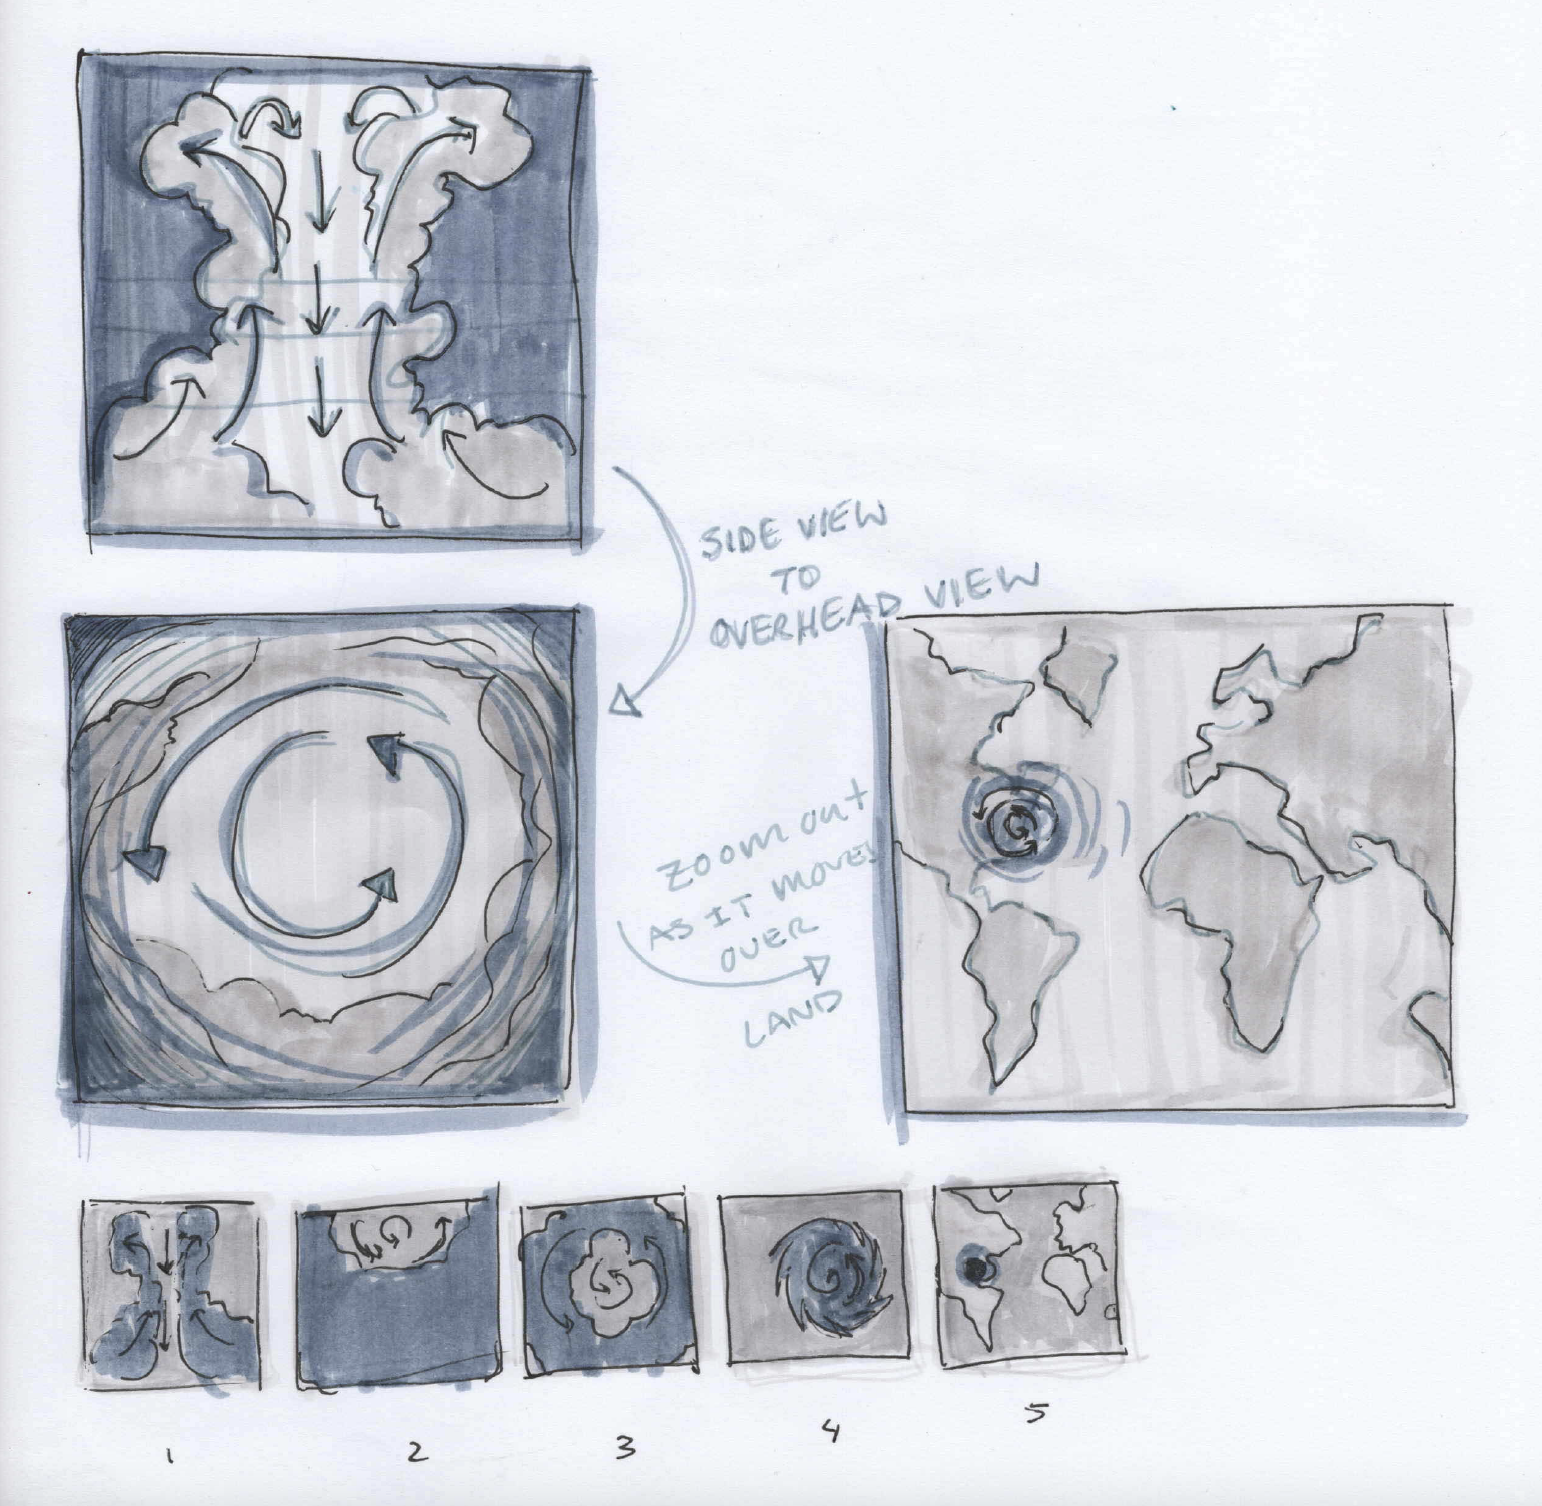 SIDE VIEW
TO
OVERHEAD VIEW
ZOOM OUT
AS IT MOVES
OVER
LAND
1
2
3
4
5